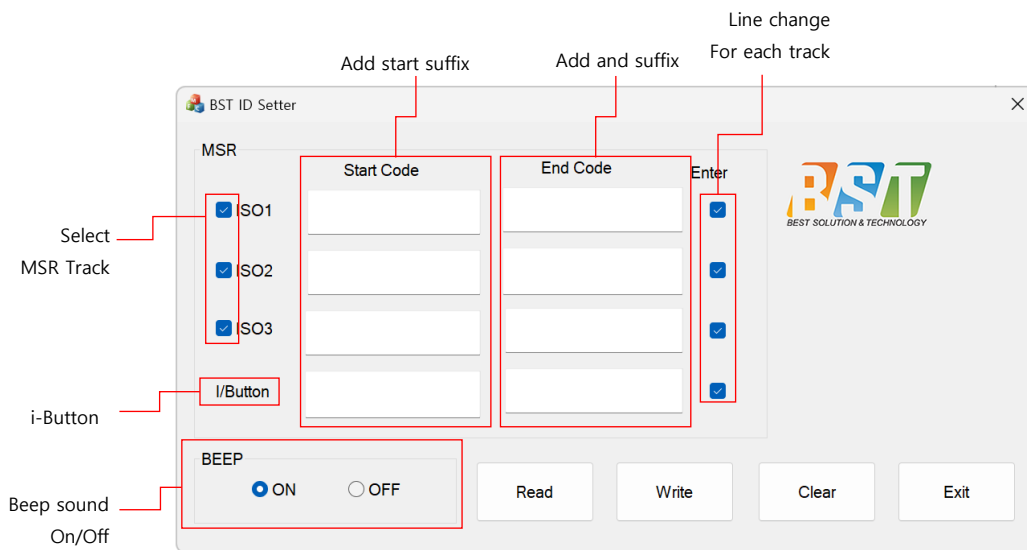 Line change
For each track
Add start suffix
Add and suffix
BST ID Setter
MSR
Start Code
End Code
Enter
BST
BEST SOLUTION & TECHNOLOGY
ISO1
Select
MSR Track
ISO2
ISO3
I/Button
i-Button
BEEP
ON
OFF
Read
Write
Clear
Exit
Beep sound
On/Off